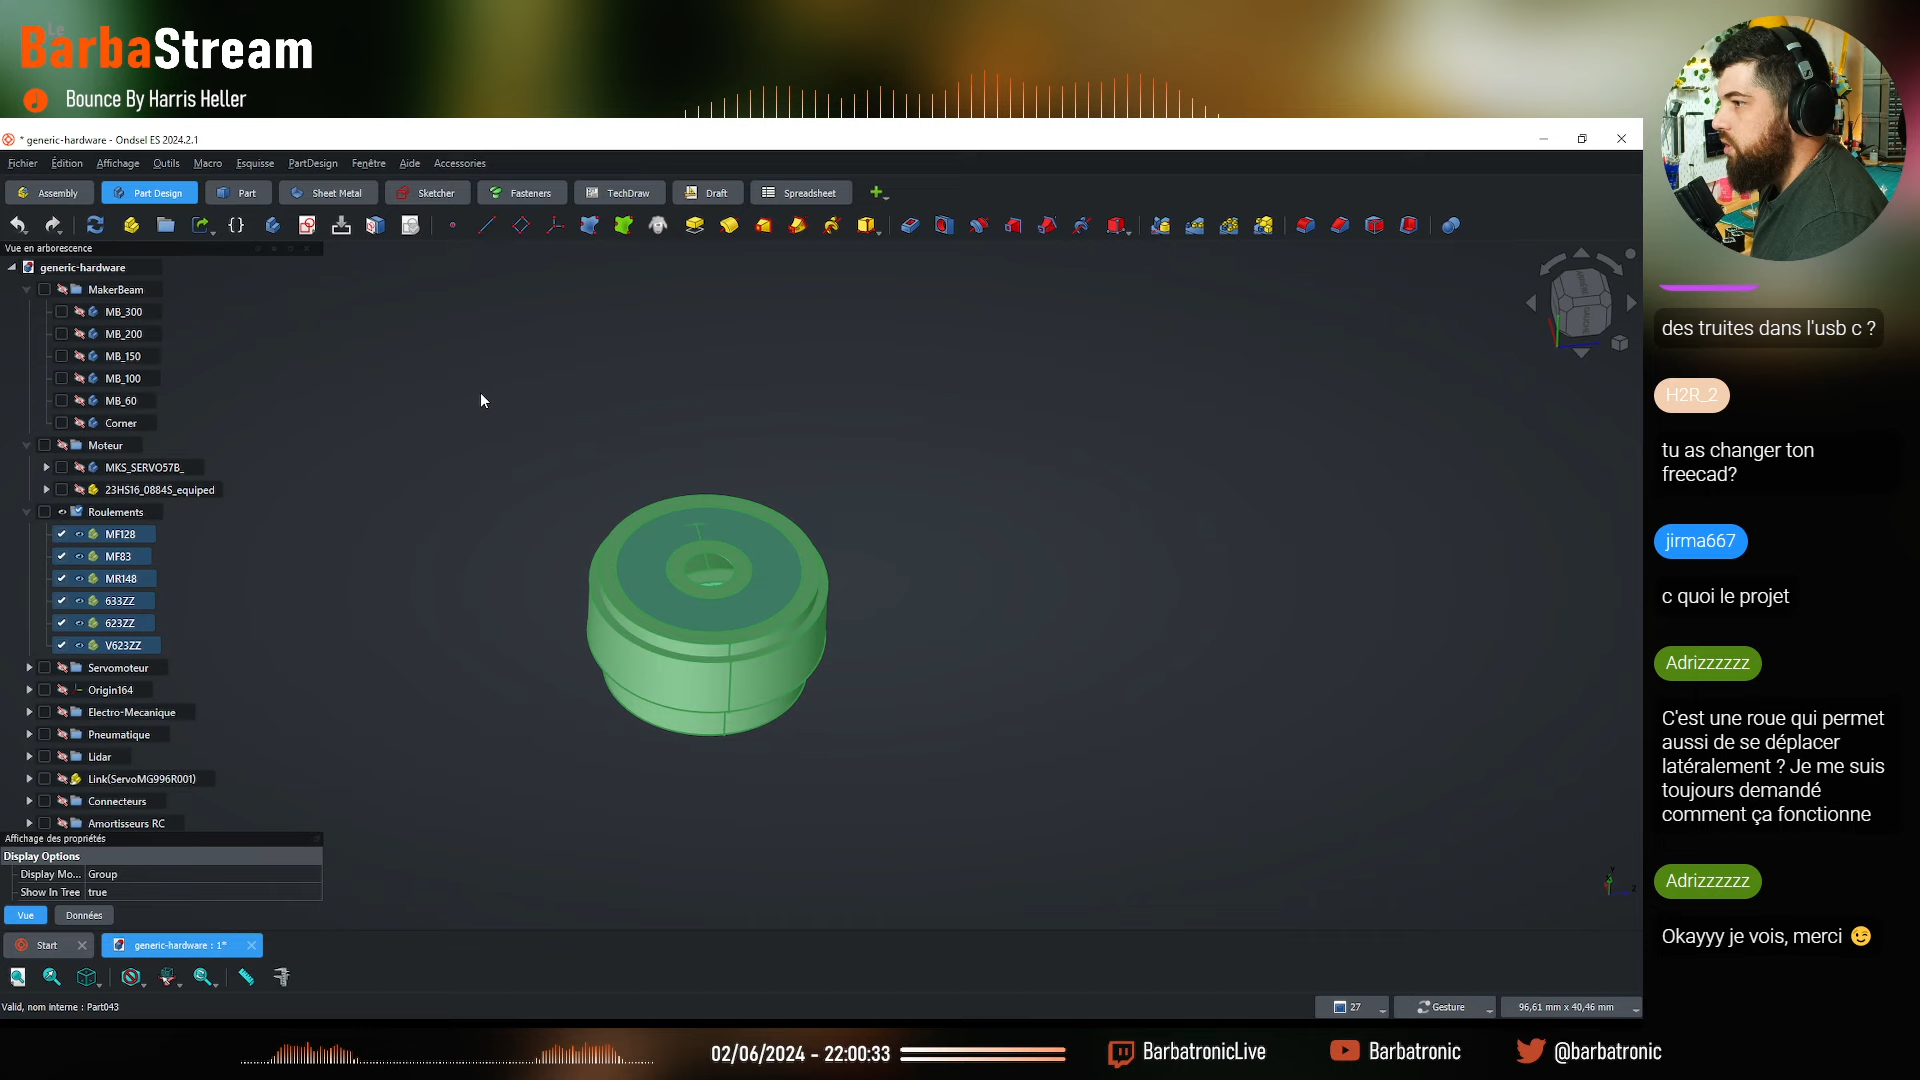 Le
BarbaStream
Bounce By Harris Heller
* generic-hardware - Ondsel ES 2024.2.1
Fichier Édition Affichage Outils Macro Esquisse PartDesign Fenêtre Aide Accessories
Assembly Part Design Part Sheet Metal Sketcher Fasteners TechDraw Draft Spreadsheet
Vue en arborescence
generic-hardware
MakerBeam
MB_300
MB_200
MB_150
MB_100
MB_60
Corner
Moteur
MKS_SERVO57B_
23HS16_0884S_equiped
Roulements
MF128
MF83
MR148
633ZZ
623ZZ
V623ZZ
Servomoteur
Origin164
Electro-Mecanique
Pneumatique
Lidar
Link(ServoMG996R001)
Connecteurs
Amortisseurs RC
Affichage des propriétés
Display Options
Display Mo... Group
Show In Tree true
Vue Données
Start generic-hardware : 1*
Valid, nom interne : Part043
27 Gesture 96,61 mm x 40,46 mm
des truites dans l'usb c ?
H2R_2
tu as changer ton
freecad?
jirma667
c quoi le projet
Adrizzzzzz
C'est une roue qui permet
aussi de se déplacer
latéralement ? Je me suis
toujours demandé
comment ça fonctionne
Adrizzzzzz
Okayyy je vois, merci 😉
02/06/2024 - 22:00:33
BarbatronicLive
Barbatronic
@barbatronic